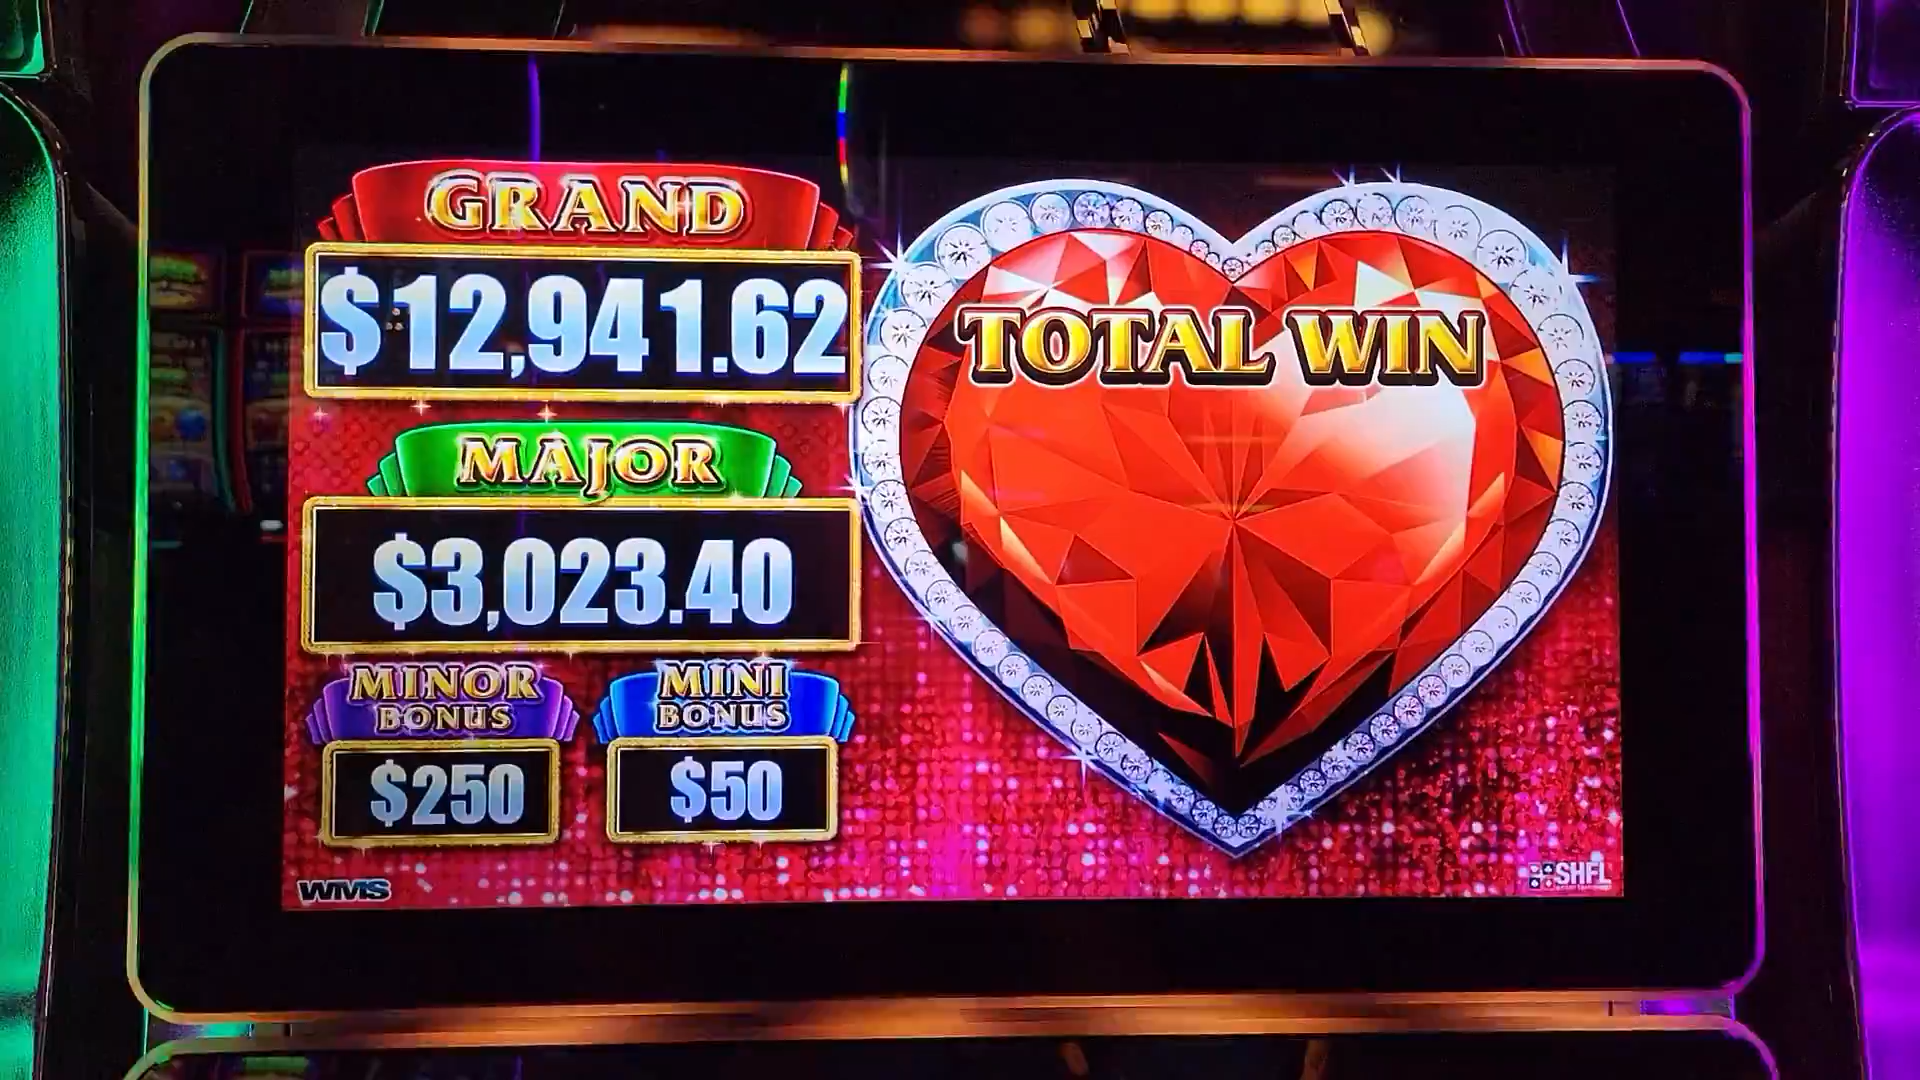 GRAND
$12,941.62
MAJOR
$3,023.40
MINOR
BONUS
$250
MINI
BONUS
$50
TOTAL WIN
WMS
SHFL